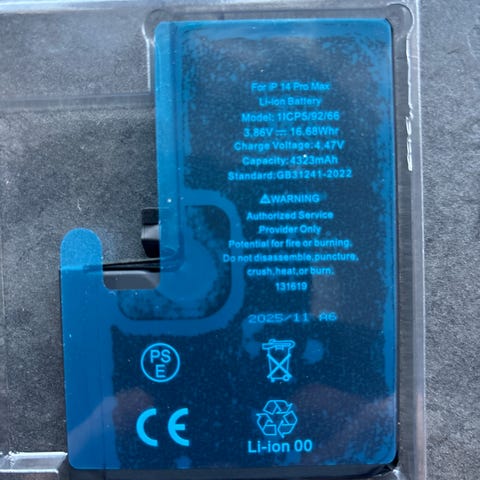 For iP 14 Pro Max
Li-ion Battery
Model: 1ICP5/92/66
3.86V ⎓ 16.68Whr
Charge Voltage: 4.47V
Capacity: 4323mAh
Standard:GB31241-2022
⚠WARNING
Authorized Service
Provider Only
Potential for fire or burning.
Do not disassemble,puncture,
crush,heat,or burn.
131619
2025/11 A6
PS
E
CE
Li-ion 00